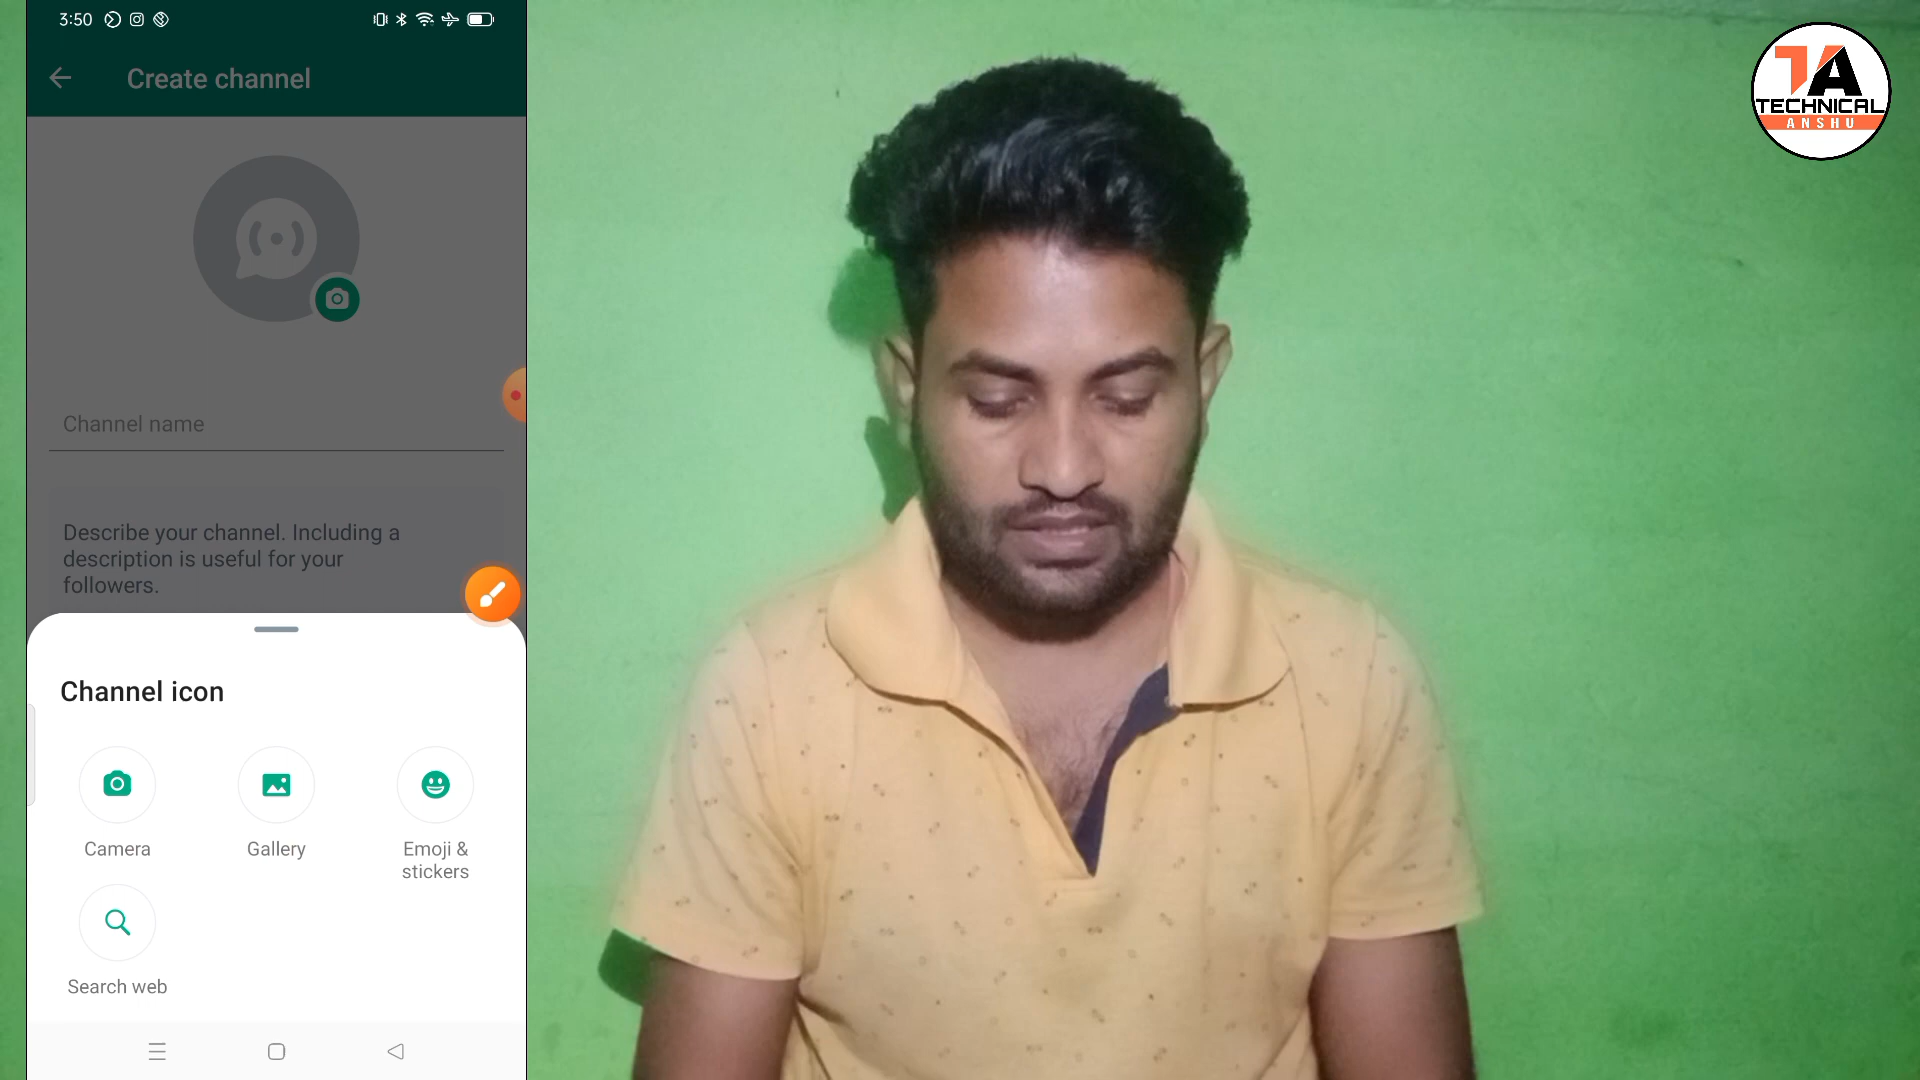 3:50
Create channel
Channel name
Describe your channel. Including a
description is useful for your
followers.
Channel icon
Camera
Gallery
Emoji &
stickers
Search web
TA
TECHNICAL
ANSHU